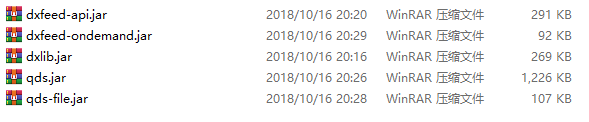 dxfeed-api.jar 2018/10/16 20:20 WinRAR 压缩文件 291 KB
dxfeed-ondemand.jar 2018/10/16 20:29 WinRAR 压缩文件 92 KB
dxlib.jar 2018/10/16 20:16 WinRAR 压缩文件 269 KB
qds.jar 2018/10/16 20:26 WinRAR 压缩文件 1,226 KB
qds-file.jar 2018/10/16 20:28 WinRAR 压缩文件 107 KB